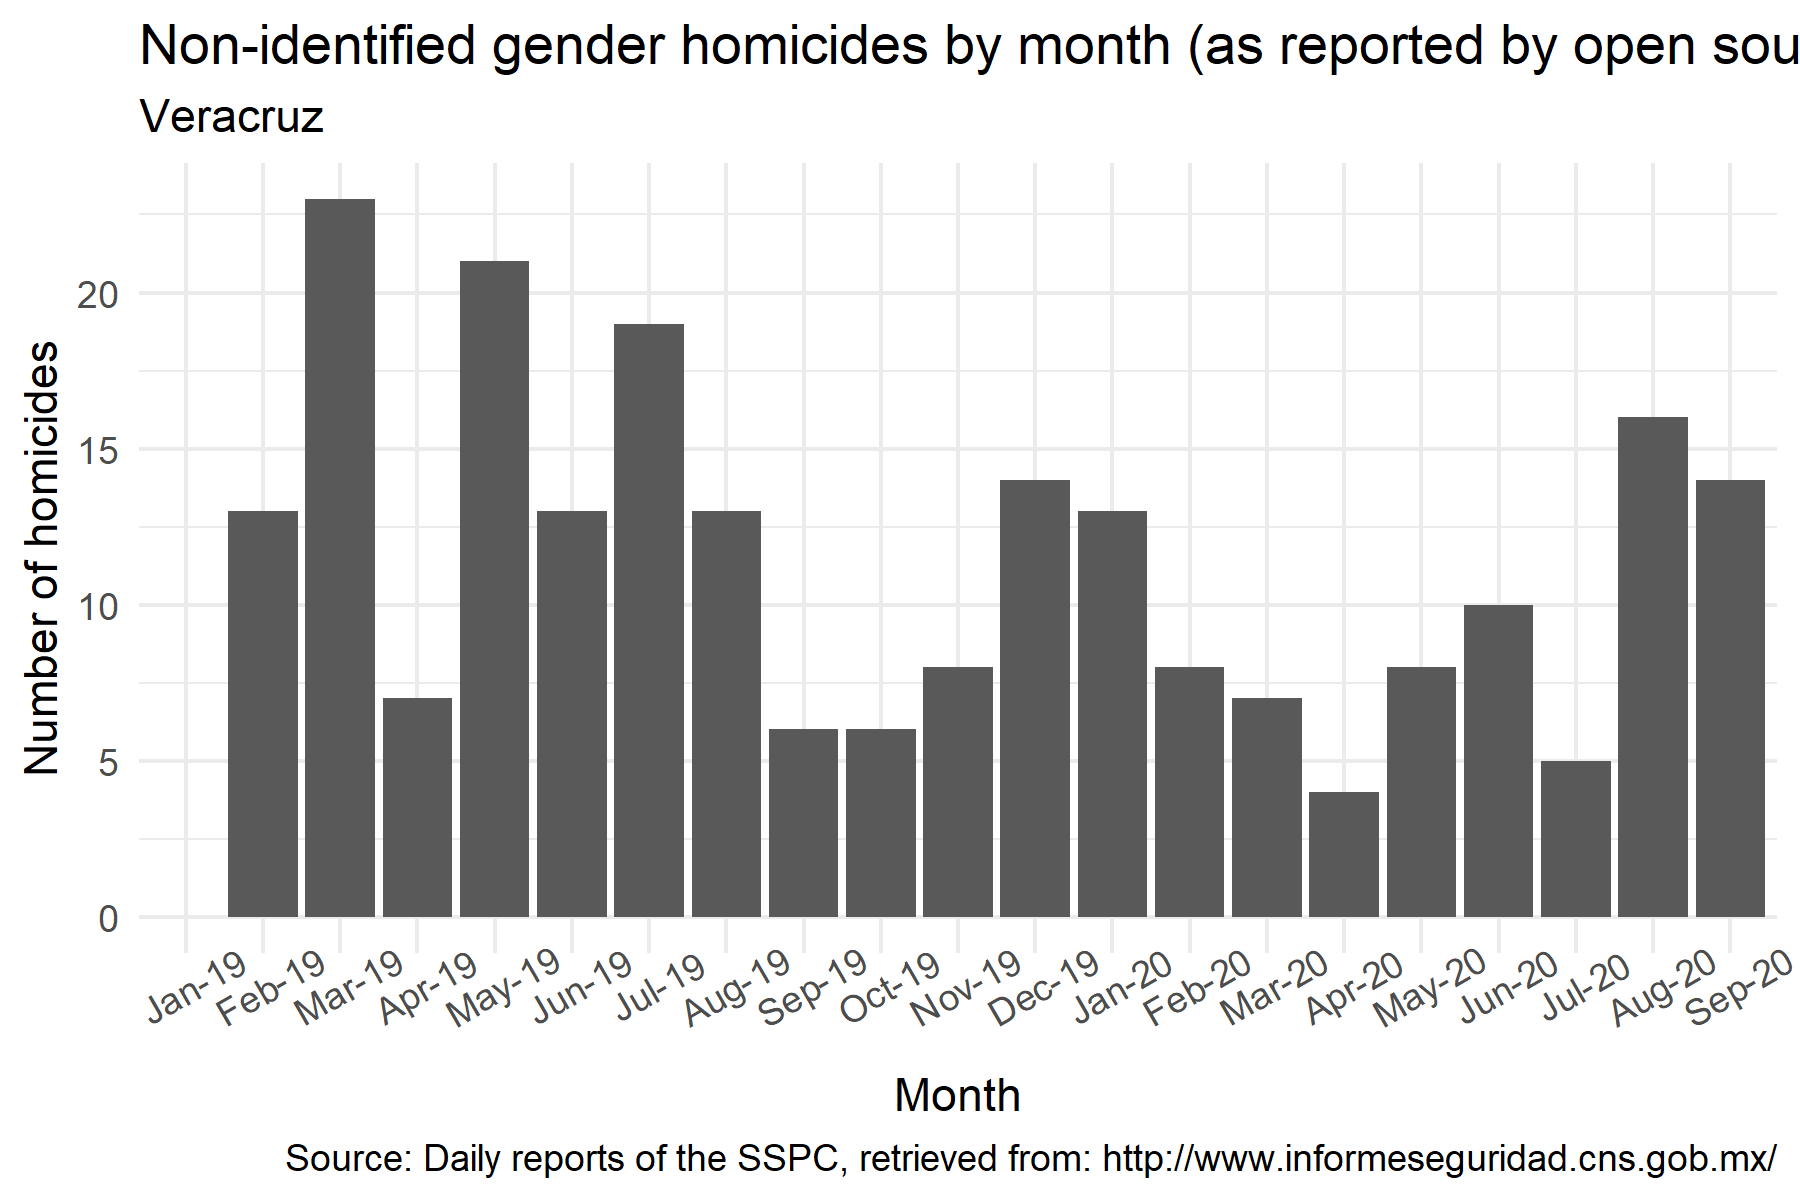 Non-identified gender homicides by month (as reported by open sou
Veracruz
Number of homicides
20
15
10
5
0
Jan-19
Feb-19
Mar-19
Apr-19
May-19
Jun-19
Jul-19
Aug-19
Sep-19
Oct-19
Nov-19
Dec-19
Jan-20
Feb-20
Mar-20
Apr-20
May-20
Jun-20
Jul-20
Aug-20
Sep-20
Month
Source: Daily reports of the SSPC, retrieved from: http://www.informeseguridad.cns.gob.mx/